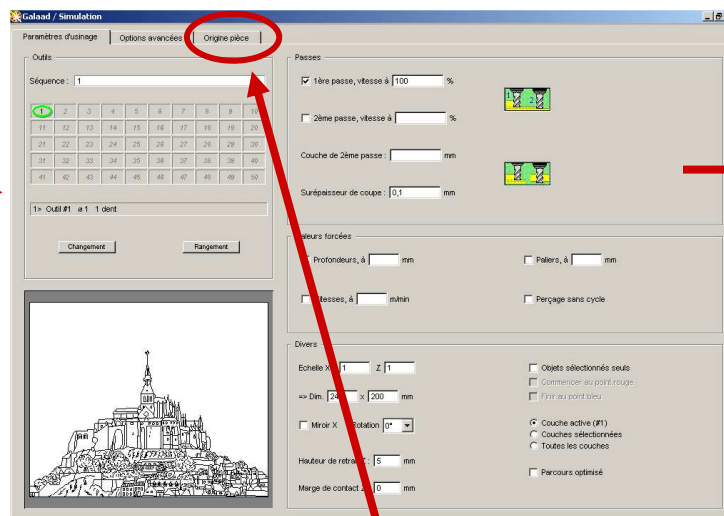 Galaad / Simulation
Paramètres d'usinage Options avancées Origine pièce
Outils
Séquence : 1
1 2 3 4 5 6 7 8 9 10
11 12 13 14 15 16 17 18 19 20
21 22 23 24 25 26 27 28 29 30
31 32 33 34 35 36 37 38 39 40
41 42 43 44 45 46 47 48 49 50
1> Outil #1 ø 1 1 dent
Changement Rangement
Passes
1ère passe, vitesse à 100 %
2ème passe, vitesse à %
Couche de 2ème passe : mm
Surépaisseur de coupe : 0,1 mm
1 2
aleurs forcées
Profondeurs, à mm Paliers, à mm
itesses, à m/min Perçage sans cycle
Divers
Echelle X 1 Z 1 Objets sélectionnés seuls
Commencer au point rouge
=> Dim. 24 x 200 mm Finir au point bleu
Miroir X Rotation 0° Couche active (#1)
Couches sélectionnées
Toutes les couches
Hauteur de retra : 5 mm
Parcours optimisé
Marge de contact Z 0 mm